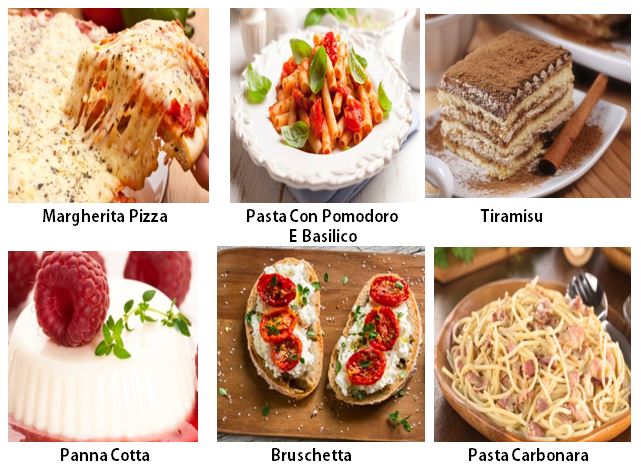 Margherita Pizza
Pasta Con Pomodoro
E Basilico
Tiramisu
Panna Cotta
Bruschetta
Pasta Carbonara